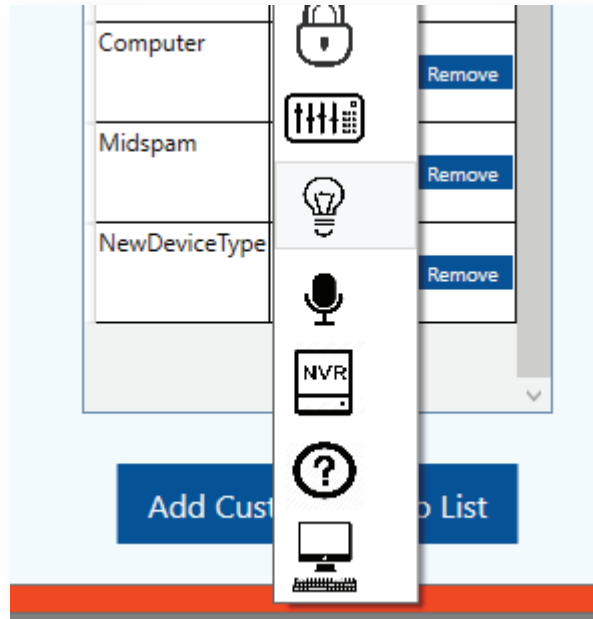 Computer
Remove
Midspam
Remove
NewDeviceType
Remove
NVR
?
Add Cust
List